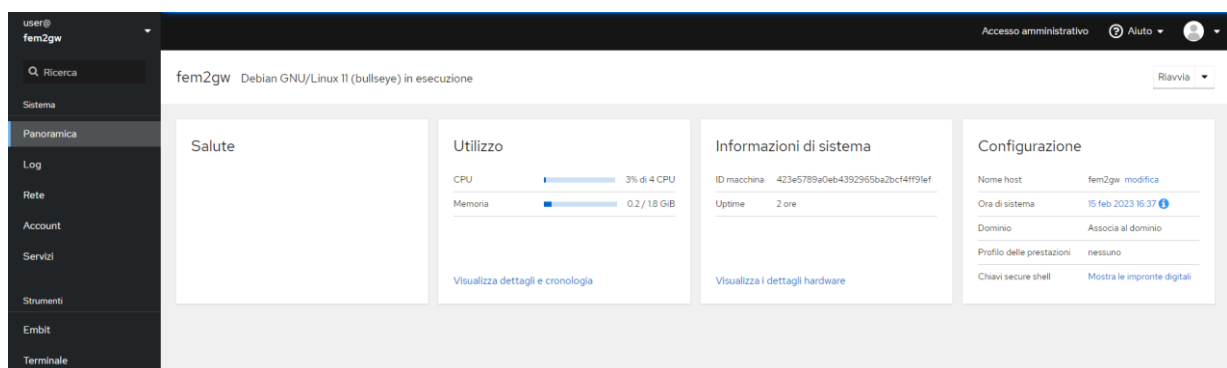 user@
fem2gw
Accesso amministrativo
Aiuto
Ricerca
fem2gw Debian GNU/Linux 11 (bullseye) in esecuzione
Riavvia
Sistema
Panoramica
Log
Rete
Account
Servizi
Strumenti
Embit
Terminale
Salute
Utilizzo
CPU 3% di 4 CPU
Memoria 0.2 / 1.8 GiB
Visualizza dettagli e cronologia
Informazioni di sistema
ID macchina 423e5789a0eb4392965ba2bcf4ff91ef
Uptime 2 ore
Visualizza i dettagli hardware
Configurazione
Nome host fem2gw modifica
Ora di sistema 15 feb 2023 16:37
Dominio Associa al dominio
Profilo delle prestazioni nessuno
Chiavi secure shell Mostra le impronte digitali